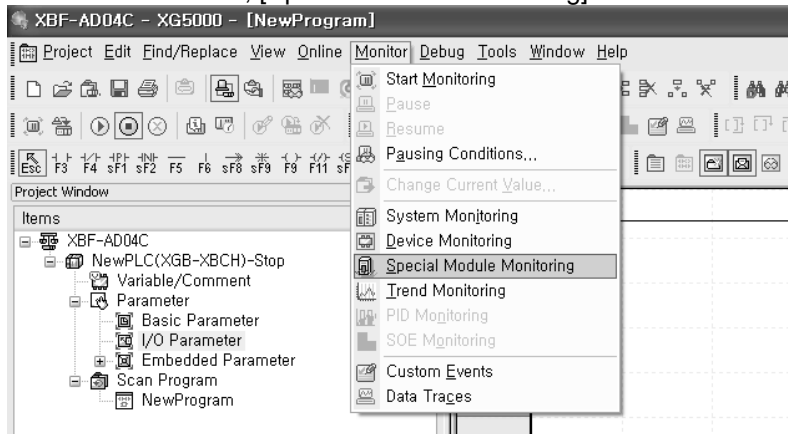 XBF-AD04C - XG5000 - [NewProgram]
Project Edit Find/Replace View Online Monitor Debug Tools Window Help
Start Monitoring
Pause
Resume
Pausing Conditions...
Change Current Value...
System Monitoring
Device Monitoring
Special Module Monitoring
Trend Monitoring
PID Monitoring
SOE Monitoring
Custom Events
Data Traces
Esc F3 F4 sF1 sF2 F5 F6 sF8 sF9 F9 F11
Project Window
Items
XBF-AD04C
NewPLC(XGB-XBCH)-Stop
Variable/Comment
Parameter
Basic Parameter
I/O Parameter
Embedded Parameter
Scan Program
NewProgram